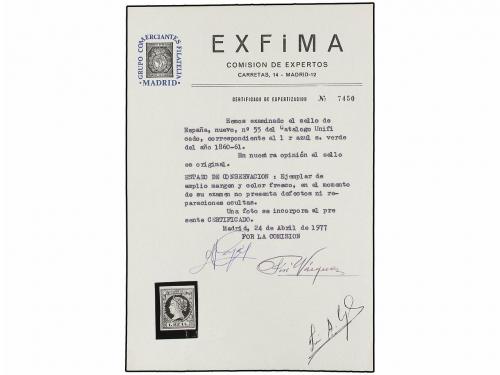 GRUPO COMERCIANTES FILATELIA
MADRID
EXFiMA
COMISION DE EXPERTOS
CARRETAS, 14 - MADRID-12
CERTIFICADO DE EXPERTIZACION Nº 7450
Hemos examinado el sello de
España, nuevo, nº 55 del Catalogo Unifi
cado, correspondiente al 1 r azul s. verde
del año 1860-61.
En nuestra opinión el sello
es original.
ESTADO DE CONSERVACION : Ejemplar de
amplio margen y color fresco, en el momento
de su examen no presenta defectos ni re-
paraciones ocultas.
Una foto se incorpora al pre
sente CERTIFICADO.
Madrid, 24 de Abril de 1977
POR LA COMISION
Vázquez